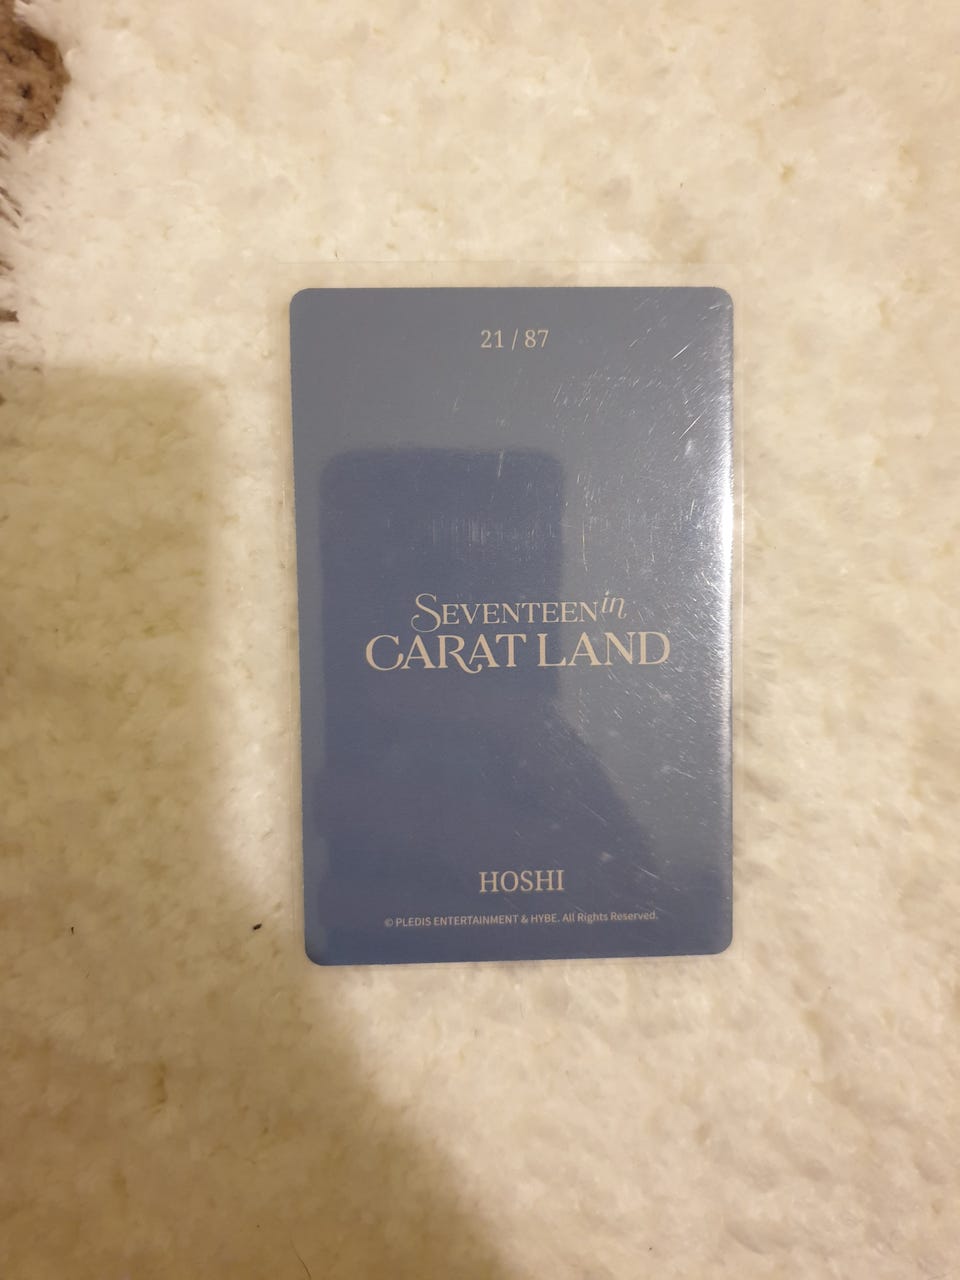 21 / 87
SEVENTEEN in
CARAT LAND
HOSHI
© PLEDIS ENTERTAINMENT & HYBE. All Rights Reserved.